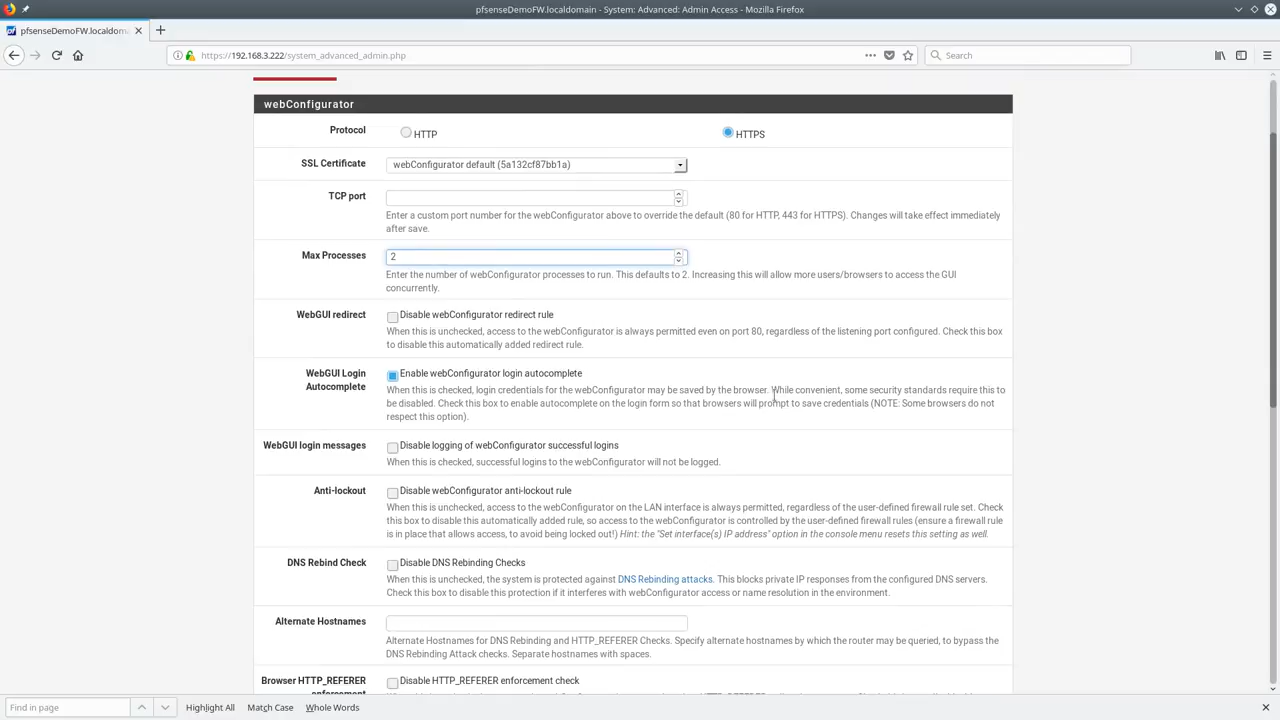 pfsenseDemoFW.localdomain - System: Advanced: Admin Access - Mozilla Firefox
pfsenseDemoFW.localdoma
https://192.168.3.222/system_advanced_admin.php
Search
webConfigurator
Protocol
HTTP
HTTPS
SSL Certificate
webConfigurator default (5a132cf87bb1a)
TCP port
Enter a custom port number for the webConfigurator above to override the default (80 for HTTP, 443 for HTTPS). Changes will take effect immediately
after save.
Max Processes
2
Enter the number of webConfigurator processes to run. This defaults to 2. Increasing this will allow more users/browsers to access the GUI
concurrently.
WebGUI redirect
Disable webConfigurator redirect rule
When this is unchecked, access to the webConfigurator is always permitted even on port 80, regardless of the listening port configured. Check this box
to disable this automatically added redirect rule.
WebGUI Login
Autocomplete
Enable webConfigurator login autocomplete
When this is checked, login credentials for the webConfigurator may be saved by the browser. While convenient, some security standards require this to
be disabled. Check this box to enable autocomplete on the login form so that browsers will prompt to save credentials (NOTE: Some browsers do not
respect this option).
WebGUI login messages
Disable logging of webConfigurator successful logins
When this is checked, successful logins to the webConfigurator will not be logged.
Anti-lockout
Disable webConfigurator anti-lockout rule
When this is unchecked, access to the webConfigurator on the LAN interface is always permitted, regardless of the user-defined firewall rule set. Check
this box to disable this automatically added rule, so access to the webConfigurator is controlled by the user-defined firewall rules (ensure a firewall rule
is in place that allows access, to avoid being locked out!) Hint: the "Set interface(s) IP address" option in the console menu resets this setting as well.
DNS Rebind Check
Disable DNS Rebinding Checks
When this is unchecked, the system is protected against DNS Rebinding attacks. This blocks private IP responses from the configured DNS servers.
Check this box to disable this protection if it interferes with webConfigurator access or name resolution in the environment.
Alternate Hostnames
Alternate Hostnames for DNS Rebinding and HTTP_REFERER Checks. Specify alternate hostnames by which the router may be queried, to bypass the
DNS Rebinding Attack checks. Separate hostnames with spaces.
Browser HTTP_REFERER
Disable HTTP_REFERER enforcement check
Find in page
Highlight All
Match Case
Whole Words